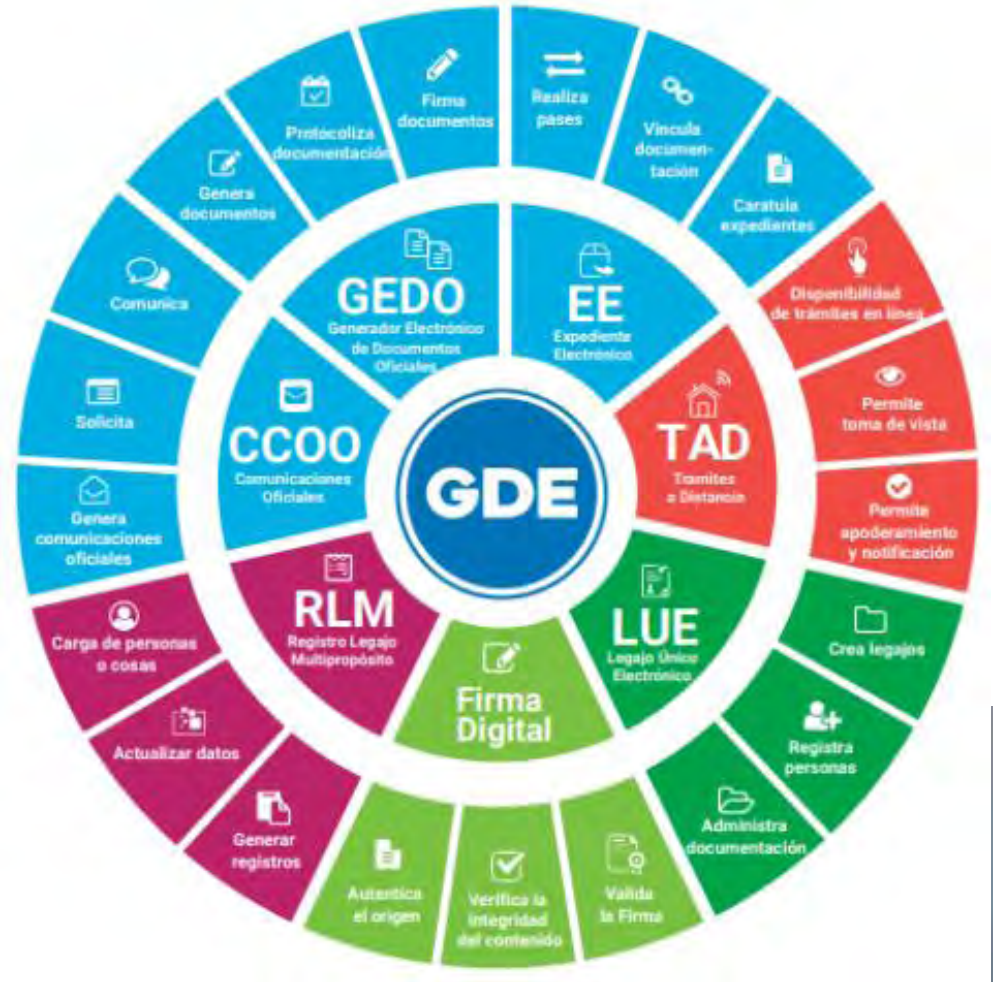 Firma
documentos
Realiza
pases
Vincula
documen-
tación
Caratula
expedientes
Disponibilidad
de trámites en línea
Permite
toma de vista
Permite
apoderamiento
y notificación
Crea legajos
Registra
personas
Administra
documentación
Valida
la Firma
Verifica la
integridad
del contenido
Autentica
el origen
Generar
registros
Actualizar datos
Carga de personas
o cosas
Genera
comunicaciones
oficiales
Solicita
Comunica
Genera
documentos
Protocoliza
documentación
GEDO
Generador Electrónico
de Documentos
Oficiales
EE
Expediente
Electrónico
TAD
Tramites
a Distancia
LUE
Legajo Único
Electrónico
Firma
Digital
RLM
Registro Legajo
Multipropósito
CCOO
Comunicaciones
Oficiales
GDE